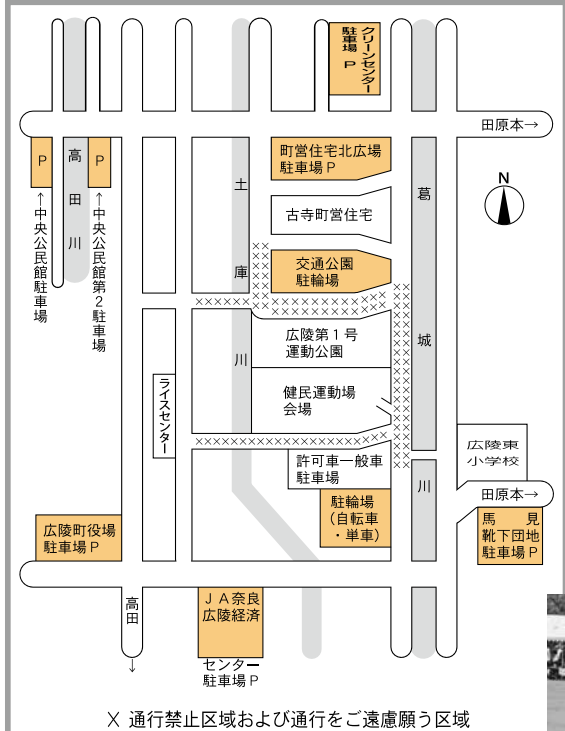 クリーンセンター
駐車場 P
田原本→
町営住宅北広場
駐車場P
P
高田川
P
↑中央公民館駐車場
↑中央公民館第2駐車場
土庫川
古寺町営住宅
葛城川
N
交通公園
駐輪場
×××××××××××××××××××
広陵第1号
運動公園
ライスセンター
健民運動場
会場
×××××××××××××××××××
広陵東
小学校
許可車一般車
駐車場
田原本→
駐輪場
(自転車
・単車)
馬見
靴下団地
駐車場P
広陵町役場
駐車場P
高田
↓
JA奈良
広陵経済
センター
駐車場P
X 通行禁止区域および通行をご遠慮願う区域